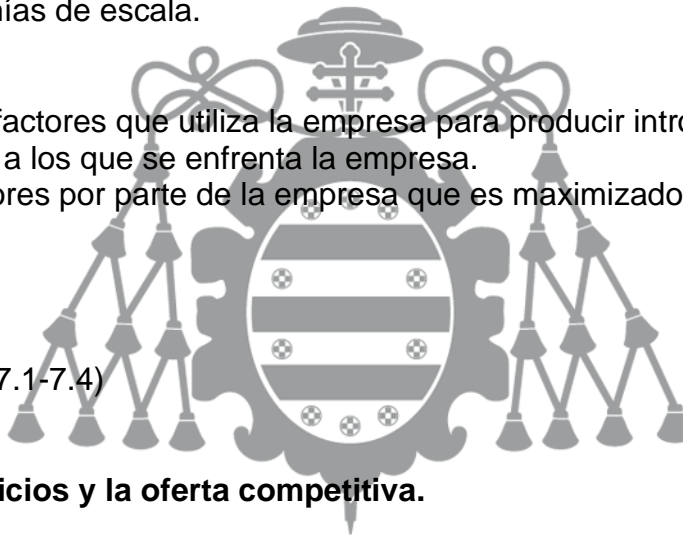 ías de escala.
factores que utiliza la empresa para producir intro
a los que se enfrenta la empresa.
ores por parte de la empresa que es maximizado
7.1-7.4)
icios y la oferta competitiva.